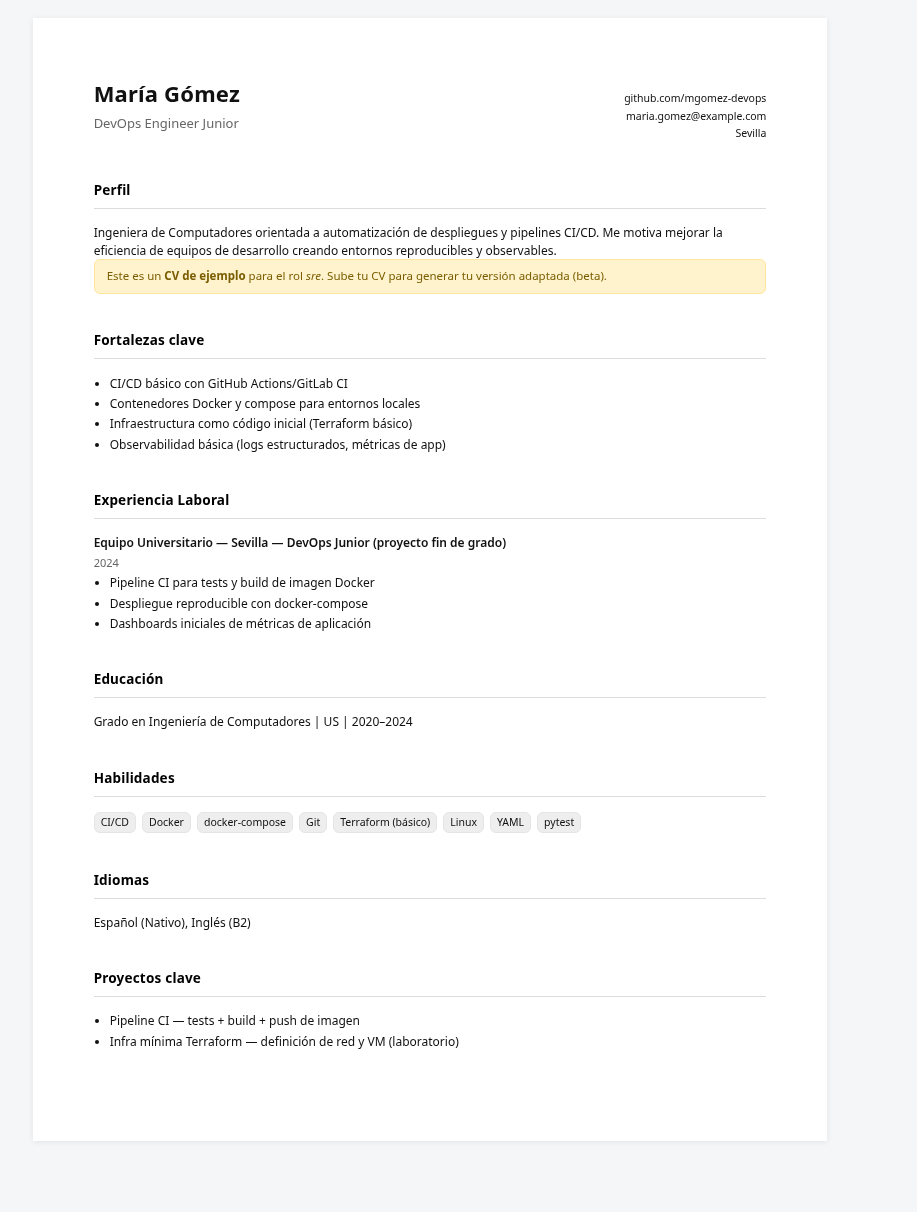 María Gómez
DevOps Engineer Junior
github.com/mgomez-devops
maria.gomez@example.com
Sevilla
Perfil
Ingeniera de Computadores orientada a automatización de despliegues y pipelines CI/CD. Me motiva mejorar la
eficiencia de equipos de desarrollo creando entornos reproducibles y observables.
Este es un CV de ejemplo para el rol sre. Sube tu CV para generar tu versión adaptada (beta).
Fortalezas clave
• CI/CD básico con GitHub Actions/GitLab CI
• Contenedores Docker y compose para entornos locales
• Infraestructura como código inicial (Terraform básico)
• Observabilidad básica (logs estructurados, métricas de app)
Experiencia Laboral
Equipo Universitario — Sevilla — DevOps Junior (proyecto fin de grado)
2024
• Pipeline CI para tests y build de imagen Docker
• Despliegue reproducible con docker-compose
• Dashboards iniciales de métricas de aplicación
Educación
Grado en Ingeniería de Computadores | US | 2020–2024
Habilidades
CI/CD Docker docker-compose Git Terraform (básico) Linux YAML pytest
Idiomas
Español (Nativo), Inglés (B2)
Proyectos clave
• Pipeline CI — tests + build + push de imagen
• Infra mínima Terraform — definición de red y VM (laboratorio)